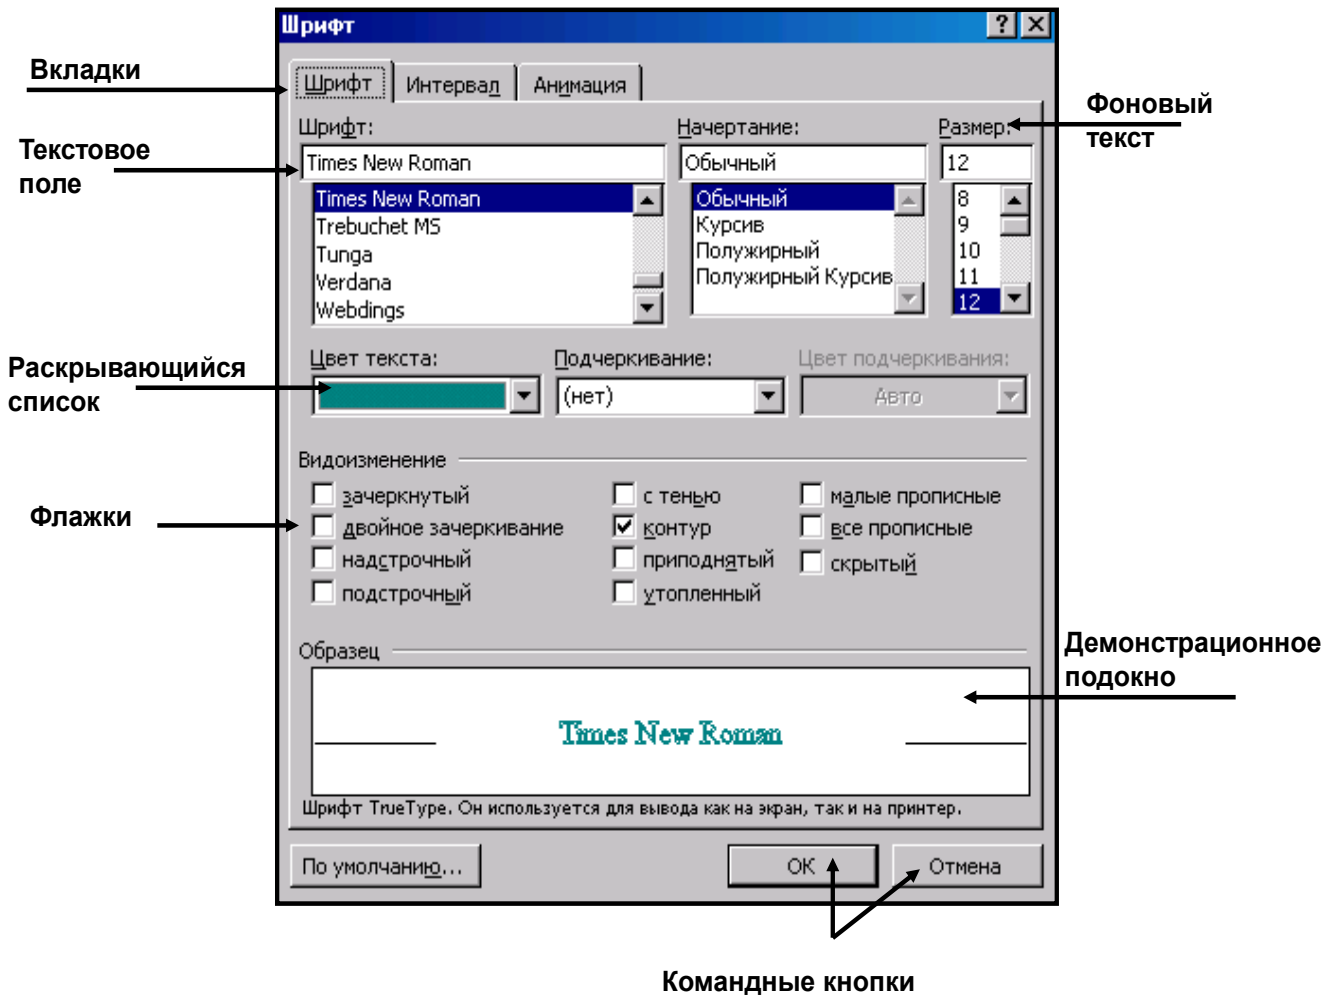 Шрифт
Вкладки
Шрифт Интервал Анимация
Фоновый
текст
Шрифт: Начертание: Размер:
Текстовое
поле
Times New Roman Обычный 12
Times New Roman Обычный 8
Trebuchet MS Курсив 9
Tunga Полужирный 10
Verdana Полужирный Курсив 11
Webdings 12
Раскрывающийся
список
Цвет текста: Подчеркивание: Цвет подчеркивания:
(нет) Авто
Видоизменение
Флажки
зачеркнутый с тенью малые прописные
двойное зачеркивание контур все прописные
надстрочный приподнятый скрытый
подстрочный утопленный
Образец
Демонстрационное
подокно
Times New Roman
Шрифт TrueType. Он используется для вывода как на экран, так и на принтер.
По умолчанию... ОК Отмена
Командные кнопки